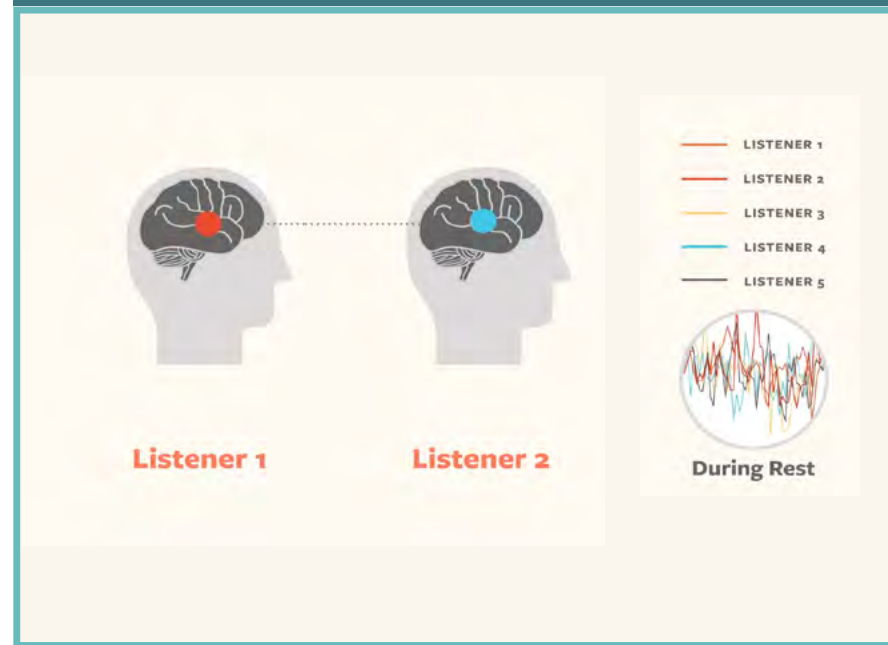 LISTENER 1
LISTENER 2
LISTENER 3
LISTENER 4
LISTENER 5
During Rest
Listener 1
Listener 2